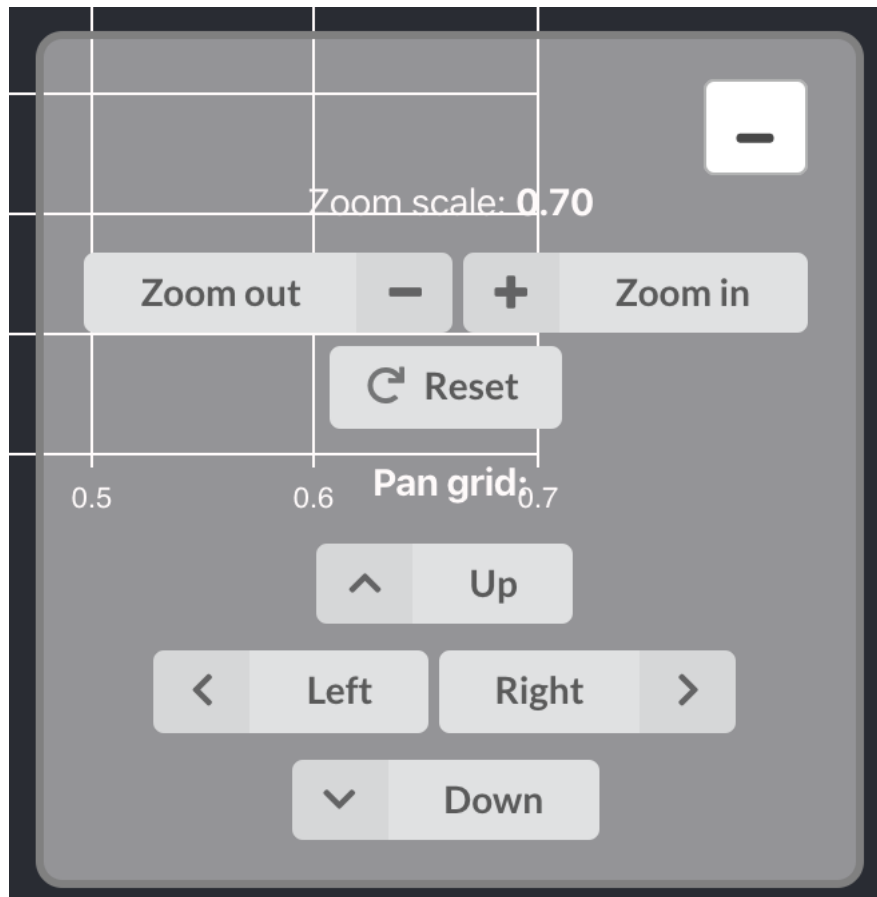 Zoom scale: 0.70
Zoom out
Zoom in
Reset
Pan grid:
0.5 0.6 0.7
Up
Left
Right
Down